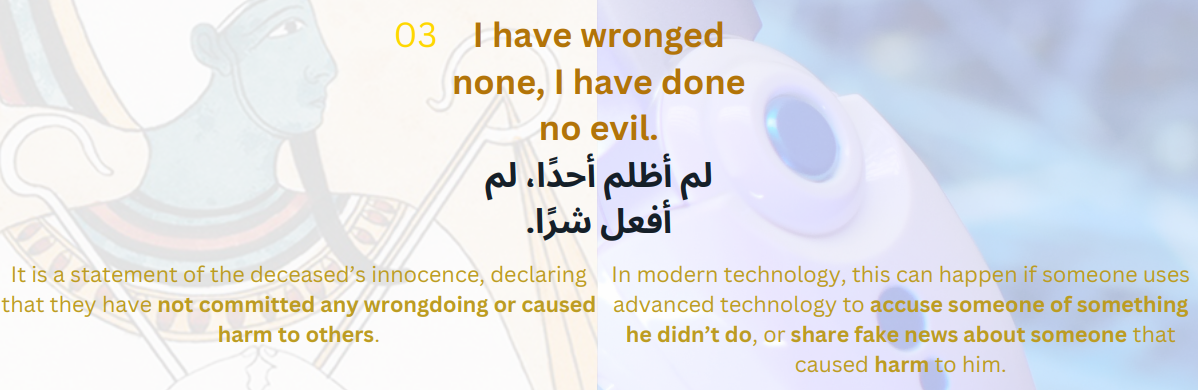 03
I have wronged
none, I have done
no evil.
لم أظلم أحدًا، لم
أفعل شرًا.
It is a statement of the deceased's innocence, declaring
that they have not committed any wrongdoing or caused
harm to others.
In modern technology, this can happen if someone uses
advanced technology to accuse someone of something
he didn't do, or share fake news about someone that
caused harm to him.